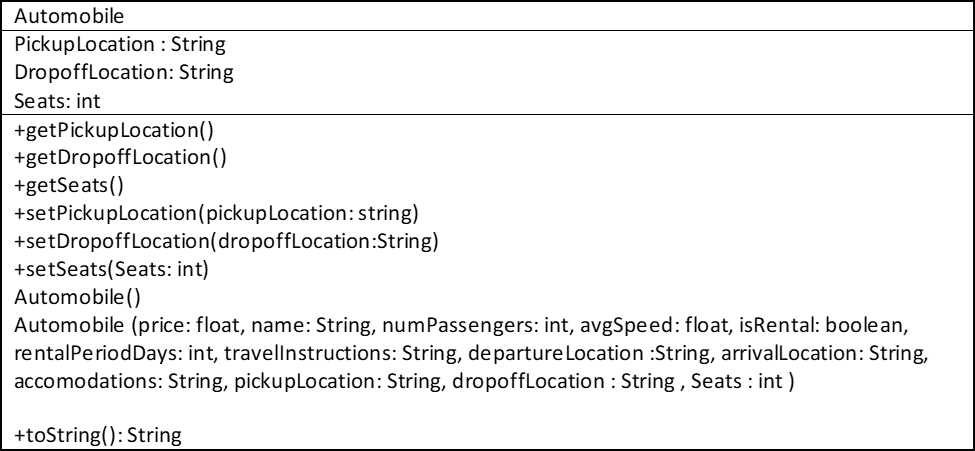 Automobile
PickupLocation : String
DropoffLocation: String
Seats: int
+getPickupLocation()
+getDropoffLocation()
+getSeats()
+setPickupLocation(pickupLocation: string)
+setDropoffLocation(dropoffLocation:String)
+setSeats(Seats: int)
Automobile()
Automobile (price: float, name: String, numPassengers: int, avgSpeed: float, isRental: boolean,
rentalPeriodDays: int, travelInstructions: String, departureLocation :String, arrivalLocation: String,
accomodations: String, pickupLocation: String, dropoffLocation : String , Seats : int )
+toString(): String